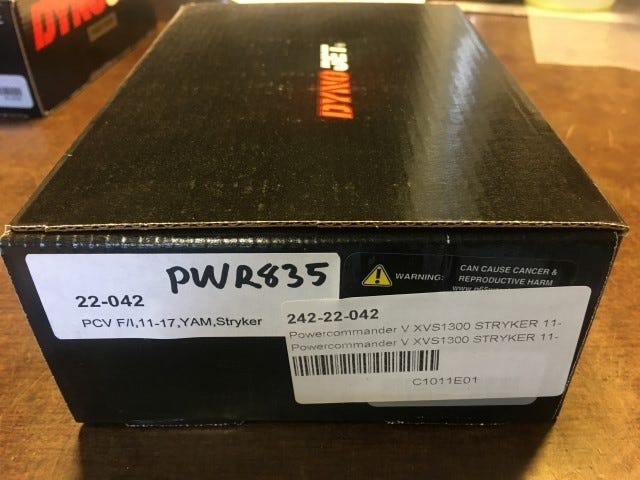 DYNOJET
PWR835
22-042
PCV F/I,11-17,YAM,Stryker
WARNING:
CAN CAUSE CANCER &
REPRODUCTIVE HARM
242-22-042
Powercommander V XVS1300 STRYKER 11-
Powercommander V XVS1300 STRYKER 11-
C1011E01